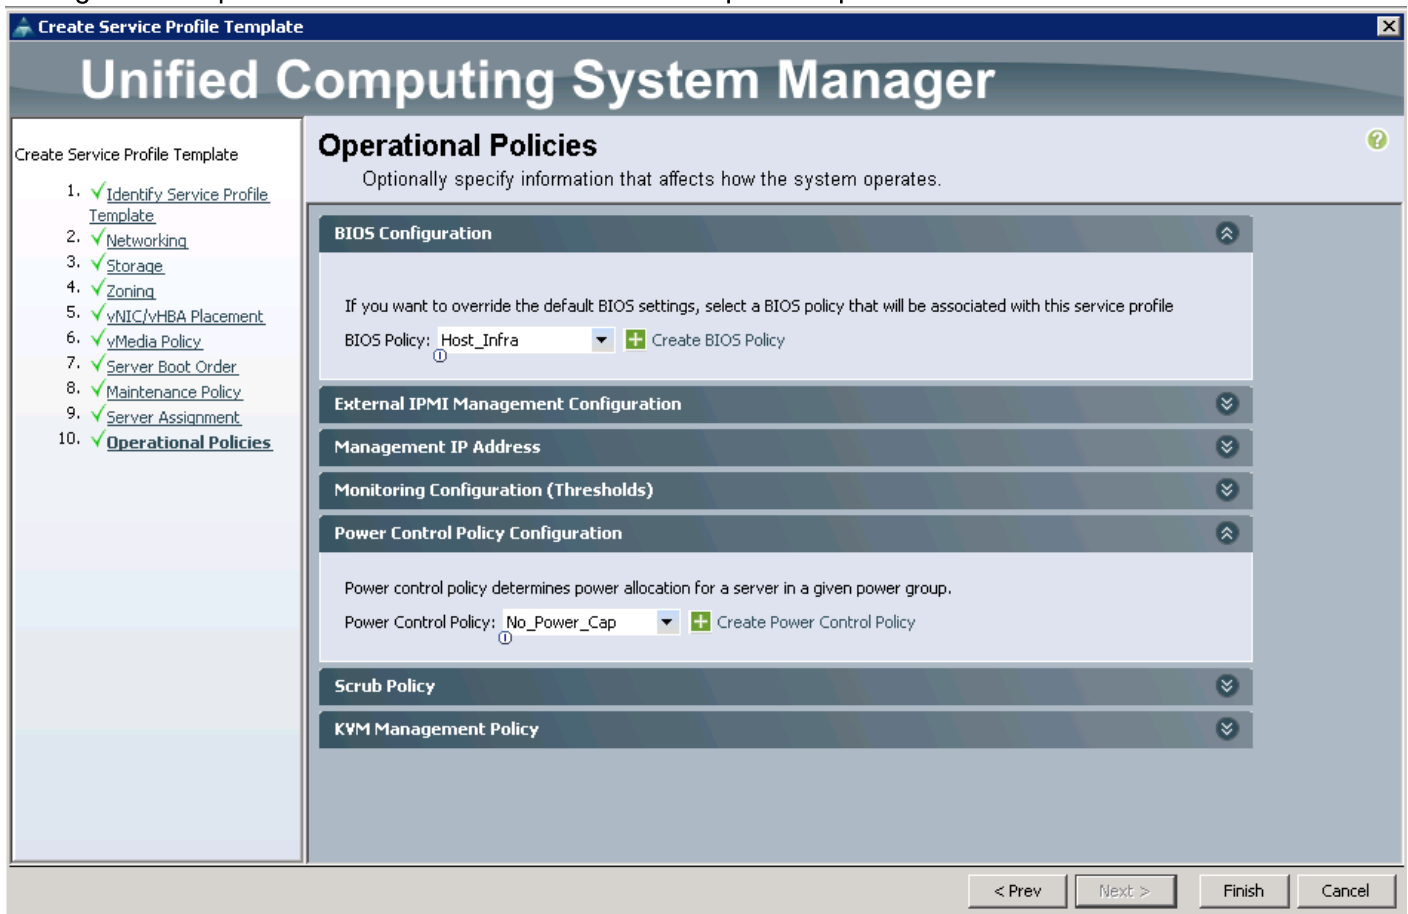 Create Service Profile Template
Unified Computing System Manager
Create Service Profile Template
1. Identify Service Profile
Template
2. Networking
3. Storage
4. Zoning
5. vNIC/vHBA Placement
6. vMedia Policy
7. Server Boot Order
8. Maintenance Policy
9. Server Assignment
10. Operational Policies
Operational Policies
Optionally specify information that affects how the system operates.
BIOS Configuration
If you want to override the default BIOS settings, select a BIOS policy that will be associated with this service profile
BIOS Policy: Host_Infra Create BIOS Policy
External IPMI Management Configuration
Management IP Address
Monitoring Configuration (Thresholds)
Power Control Policy Configuration
Power control policy determines power allocation for a server in a given power group.
Power Control Policy: No_Power_Cap Create Power Control Policy
Scrub Policy
KVM Management Policy
< Prev Next > Finish Cancel